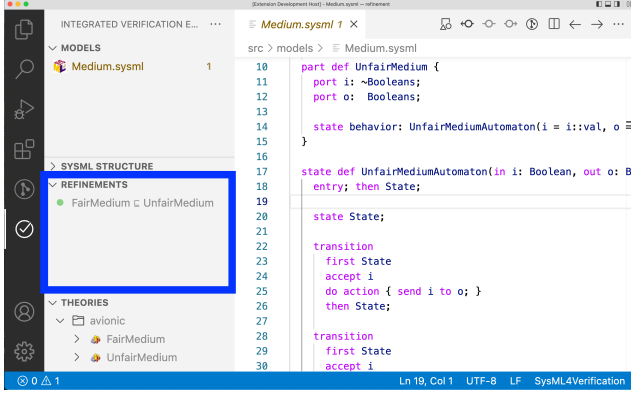 [Extension Development Host] - Medium.sysml — refinement
INTEGRATED VERIFICATION E... ···
Medium.sysml 1
MODELS
src > models > Medium.sysml
Medium.sysml 1
10 part def UnfairMedium {
11 port i: ~Booleans;
12 port o: Booleans;
13
14 state behavior: UnfairMediumAutomaton(i = i::val, o =
15 }
16
SYSML STRUCTURE
17 state def UnfairMediumAutomaton(in i: Boolean, out o: B
REFINEMENTS
18 entry; then State;
FairMedium ⊑ UnfairMedium
19
20 state State;
21
22 transition
23 first State
24 accept i
25 do action { send i to o; }
THEORIES
26 then State;
avionic
27
FairMedium
28 transition
UnfairMedium
29 first State
30 accept i
0 1
Ln 19, Col 1 UTF-8 LF SysML4Verification